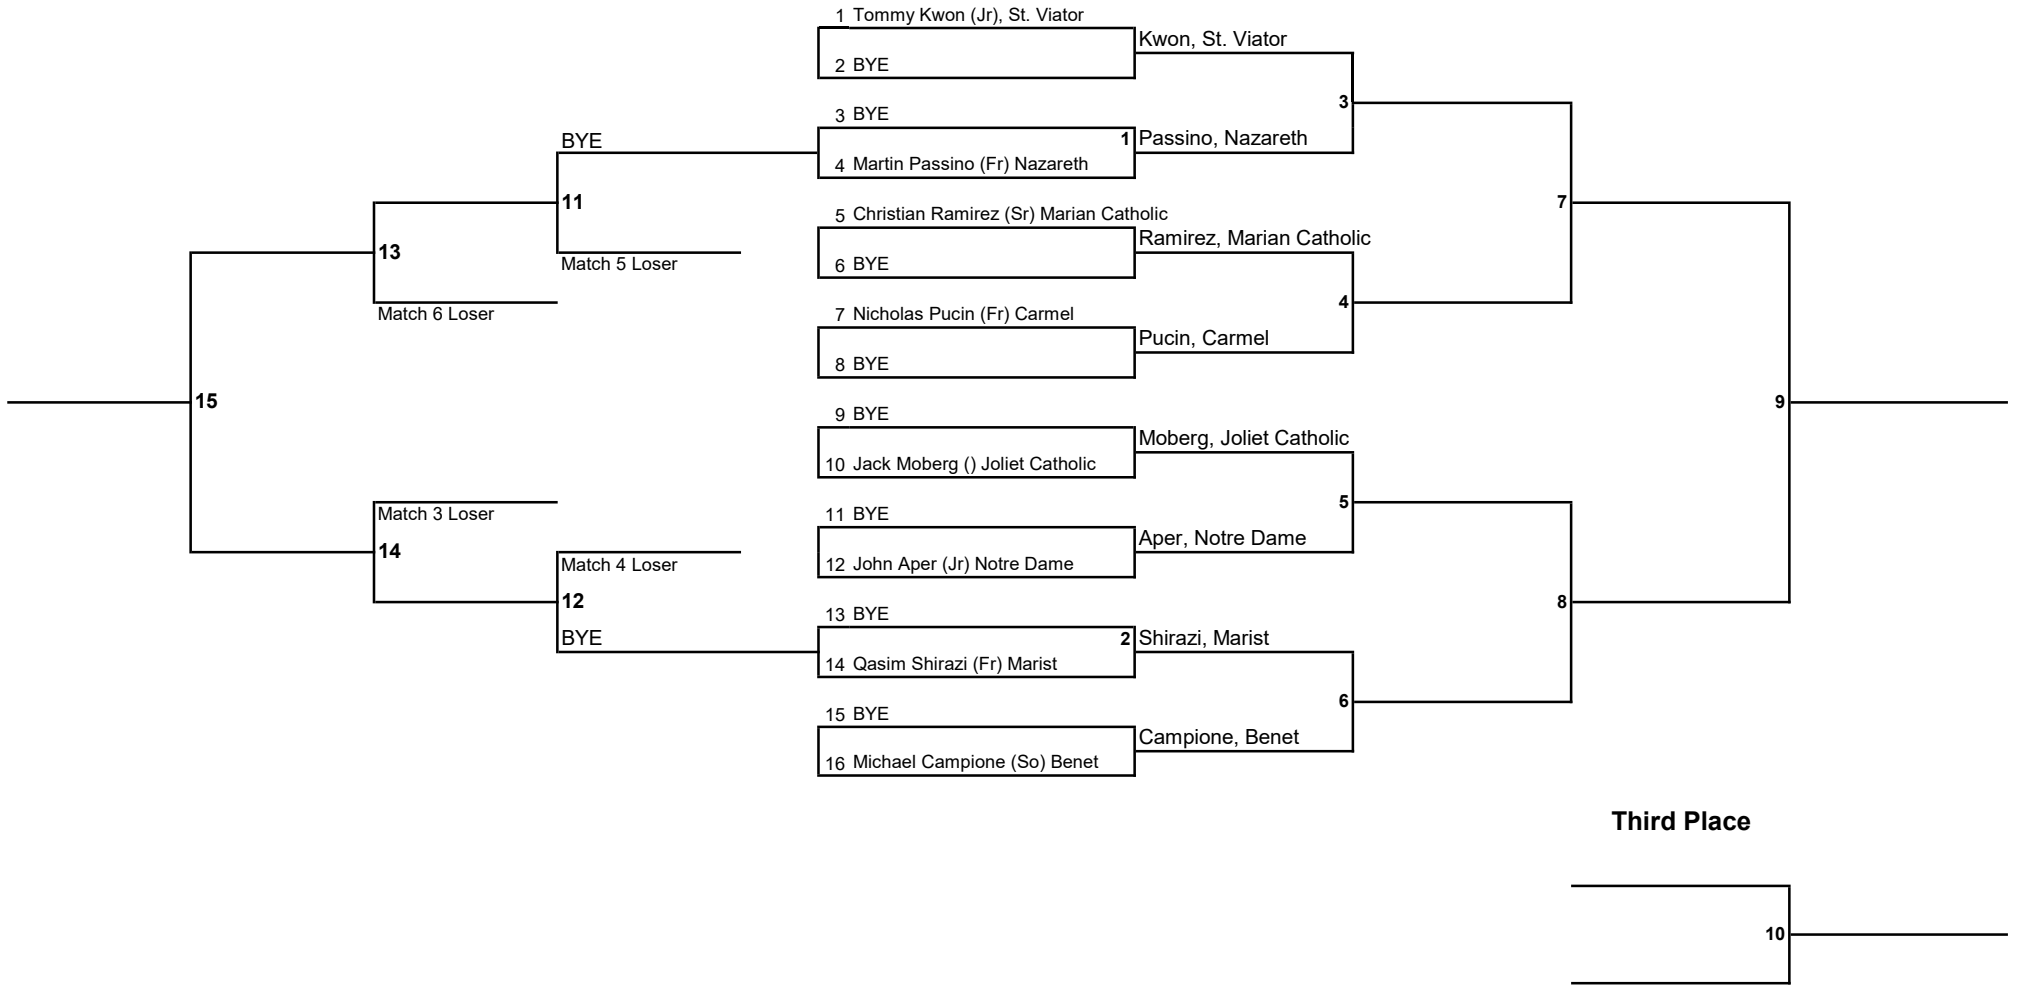 1 Tommy Kwon (Jr), St. Viator
Kwon, St. Viator
2 BYE
3
3 BYE
BYE
1 Passino, Nazareth
4 Martin Passino (Fr) Nazareth
11
7
5 Christian Ramirez (Sr) Marian Catholic
Ramirez, Marian Catholic
13
Match 5 Loser
6 BYE
4
Match 6 Loser
7 Nicholas Pucin (Fr) Carmel
Pucin, Carmel
8 BYE
15
9
9 BYE
Moberg, Joliet Catholic
10 Jack Moberg () Joliet Catholic
5
Match 3 Loser
11 BYE
Aper, Notre Dame
14
Match 4 Loser
12 John Aper (Jr) Notre Dame
12
8
13 BYE
BYE
2 Shirazi, Marist
14 Qasim Shirazi (Fr) Marist
6
15 BYE
Campione, Benet
16 Michael Campione (So) Benet
Third Place
10